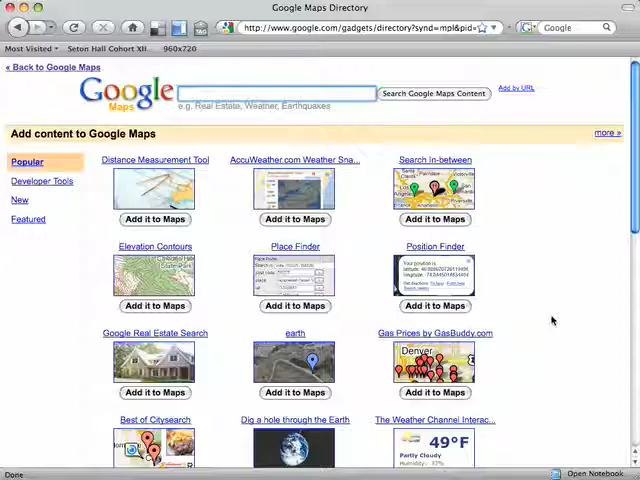 Google Maps Directory
http://www.google.com/gadgets/directory?synd=mpl&pid=
Google
Most Visited
Seton Hall Cohort XII
960x720
« Back to Google Maps
Google
Maps
Search Google Maps Content
Add by URL
e.g. Real Estate, Weather, Earthquakes
Add content to Google Maps
more »
Popular
Developer Tools
New
Featured
Distance Measurement Tool
AccuWeather.com Weather Sna...
Search In-between
Add it to Maps
Add it to Maps
Add it to Maps
Elevation Contours
Place Finder
Position Finder
Your position is
Add it to Maps
Add it to Maps
Add it to Maps
Google Real Estate Search
earth
Gas Prices by GasBuddy.com
Denver
Add it to Maps
Add it to Maps
Add it to Maps
Best of Citysearch
Dig a hole through the Earth
The Weather Channel Interac...
49°F
Partly Cloudy
Done
Open Notebook